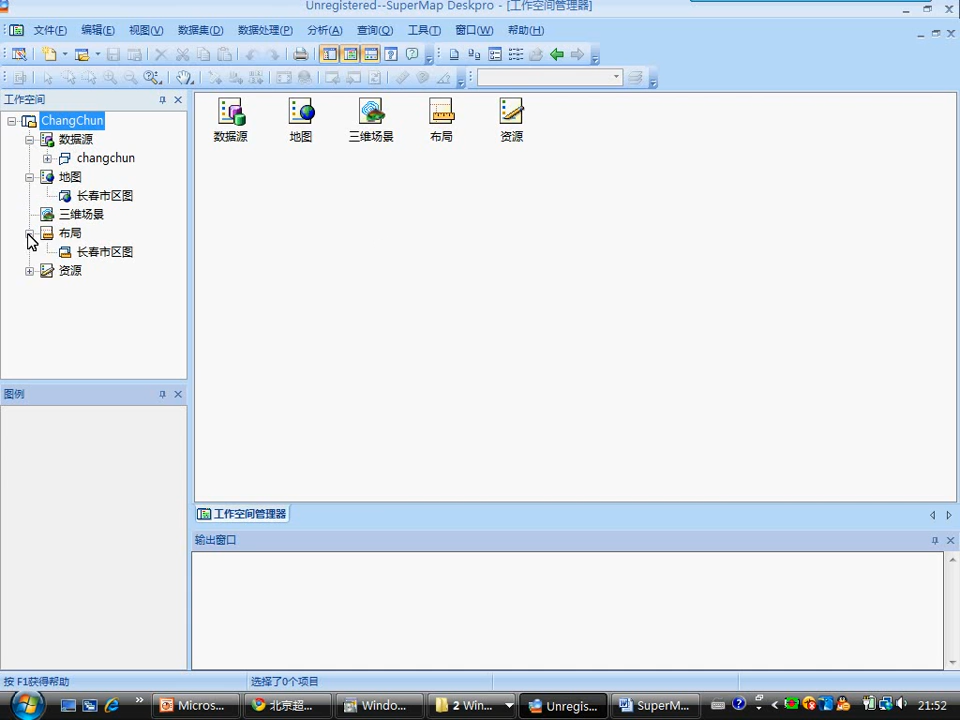 Unregistered--SuperMap Deskpro - [工作空间管理器]
文件(F) 编辑(E) 视图(V) 数据集(D) 数据处理(P) 分析(A) 查询(Q) 工具(T) 窗口(W) 帮助(H)
工作空间
ChangChun
数据源
changchun
地图
长春市区图
三维场景
布局
长春市区图
资源
数据源 地图 三维场景 布局 资源
图例
工作空间管理器
输出窗口
按 F1获得帮助 选择了0个项目
Micros... 北京超... Windo... 2 Win... Unregis... SuperM... 21:52